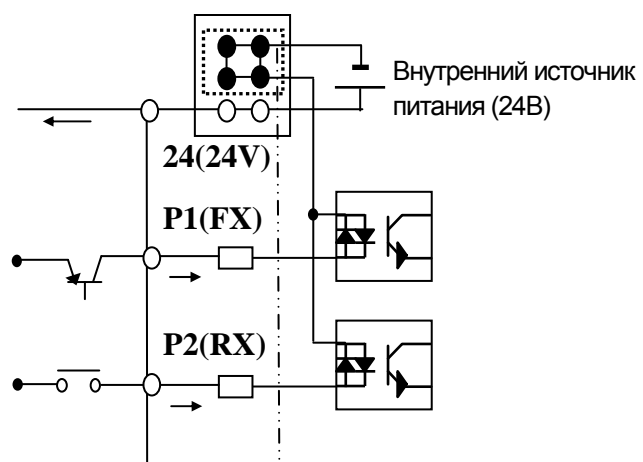 Внутренний источник
питания (24В)
24(24V)
P1(FX)
P2(RX)